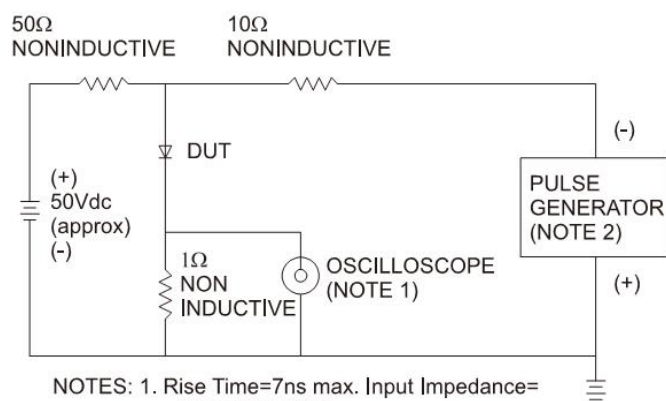 50Ω
NONINDUCTIVE
10Ω
NONINDUCTIVE
DUT
(+)
50Vdc
(approx)
(-)
1Ω
NON
INDUCTIVE
OSCILLOSCOPE
(NOTE 1)
(-)
PULSE
GENERATOR
(NOTE 2)
(+)
NOTES: 1. Rise Time=7ns max. Input Impedance=